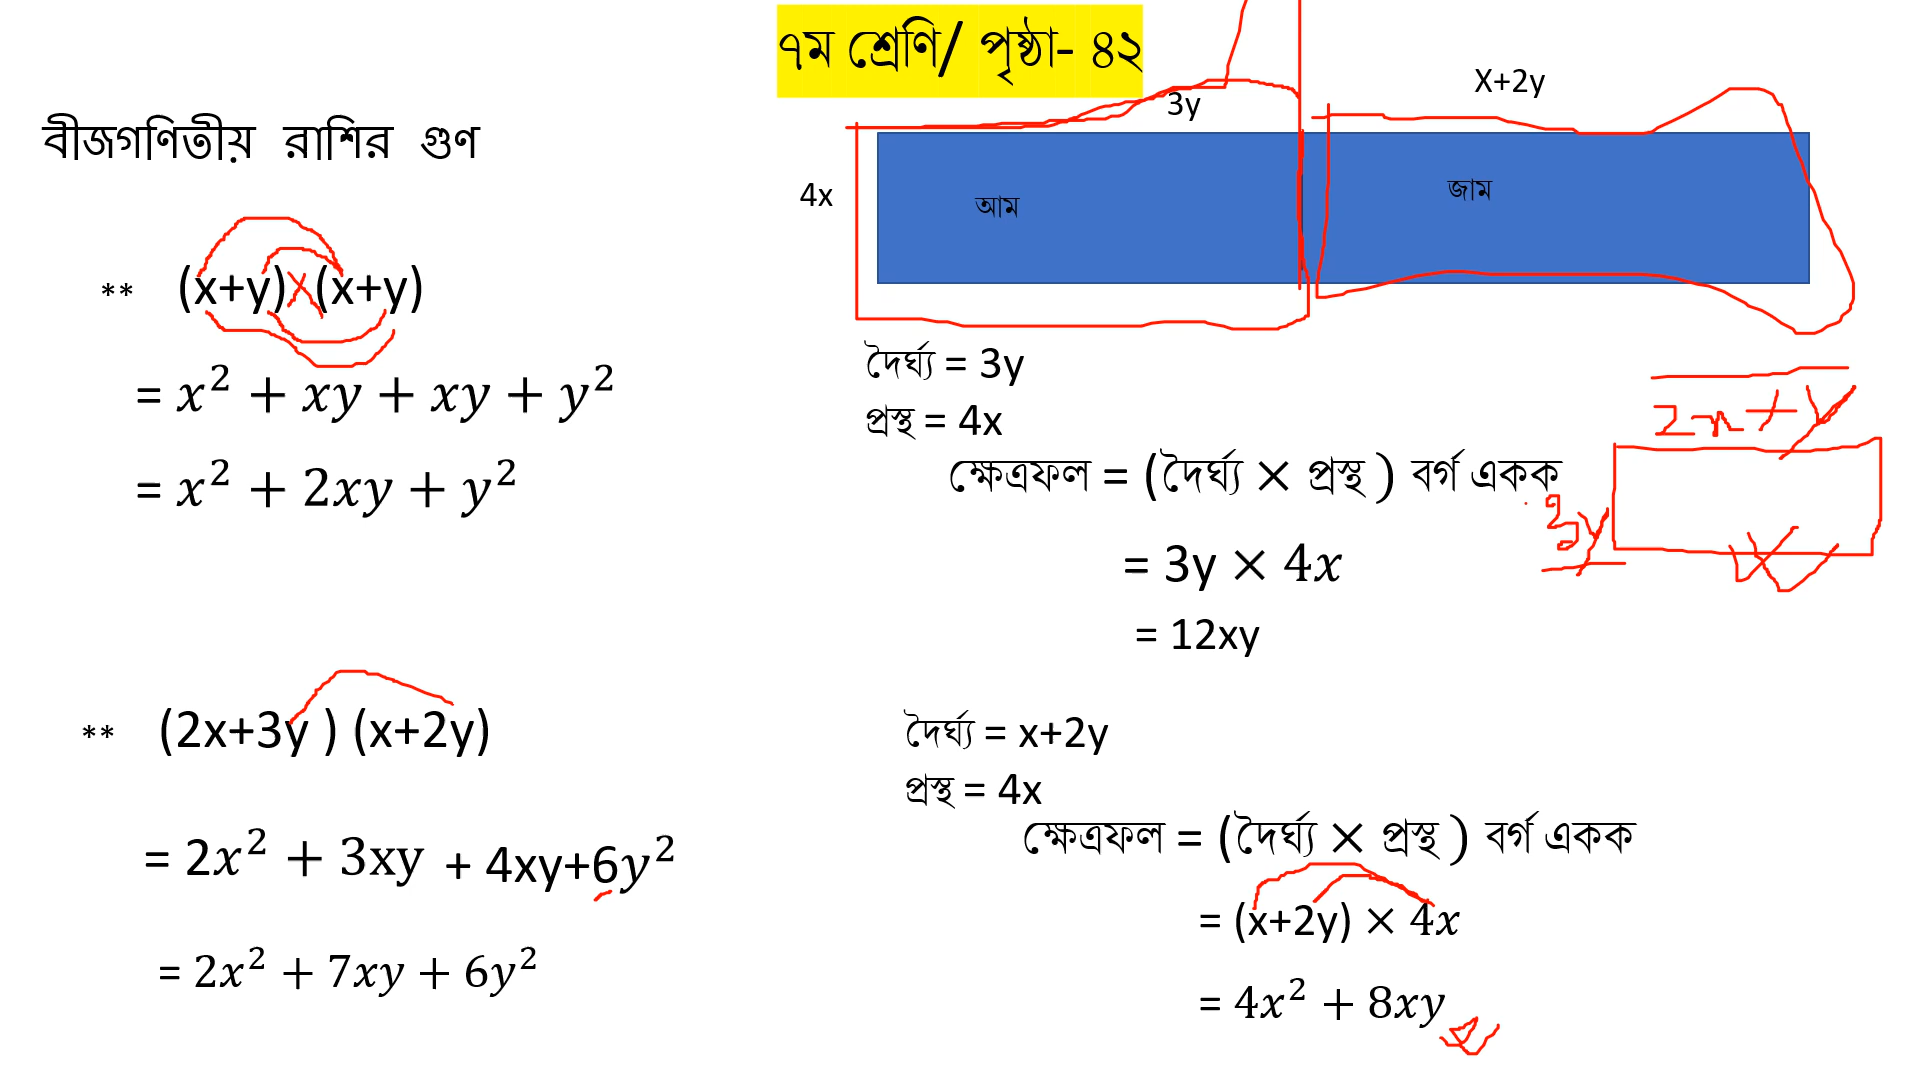 ৭ম শ্রেণি/ পৃষ্ঠা- ৪২
বীজগণিতীয় রাশির গুণ
** (x+y)×(x+y)
= x² + xy + xy + y²
= x² + 2xy + y²
** (2x+3y ) (x+2y)
= 2x² + 3xy + 4xy+6y²
= 2x² + 7xy + 6y²
3y
X+2y
4x
আম
জাম
দৈর্ঘ্য = 3y
প্রস্থ = 4x
ক্ষেত্রফল = (দৈর্ঘ্য × প্রস্থ ) বর্গ একক
= 3y × 4x
= 12xy
2x+y
3y
দৈর্ঘ্য = x+2y
প্রস্থ = 4x
ক্ষেত্রফল = (দৈর্ঘ্য × প্রস্থ ) বর্গ একক
= (x+2y) × 4x
= 4x² + 8xy